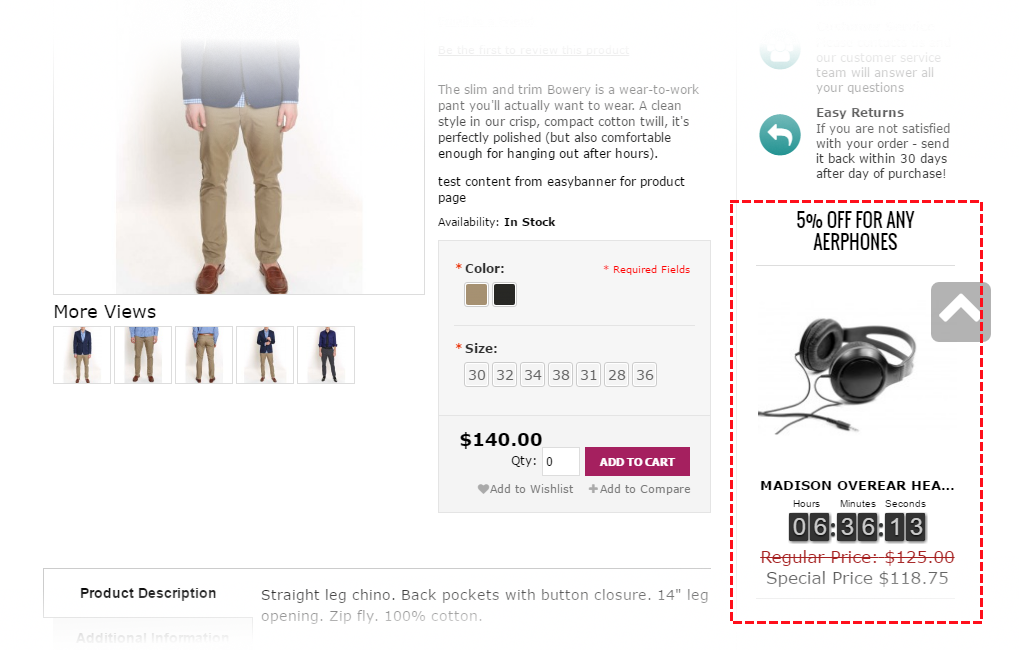 Be the first to review this product
The slim and trim Bowery is a wear-to-work
pant you'll actually want to wear. A clean
style in our crisp, compact cotton twill, it's
perfectly polished (but also comfortable
enough for hanging out after hours).
test content from easybanner for product
page
Availability: In Stock
* Color:
* Required Fields
* Size:
30 32 34 38 31 28 36
$140.00
Qty: 0 ADD TO CART
Add to Wishlist Add to Compare
More Views
Product Description
Additional Information
Straight leg chino. Back pockets with button closure. 14" leg
opening. Zip fly. 100% cotton.
our customer service
team will answer all
your questions
Easy Returns
If you are not satisfied
with your order - send
it back within 30 days
after day of purchase!
5% OFF FOR ANY
AERPHONES
MADISON OVEREAR HEA...
Hours Minutes Seconds
06:36:13
Regular Price: $125.00
Special Price $118.75